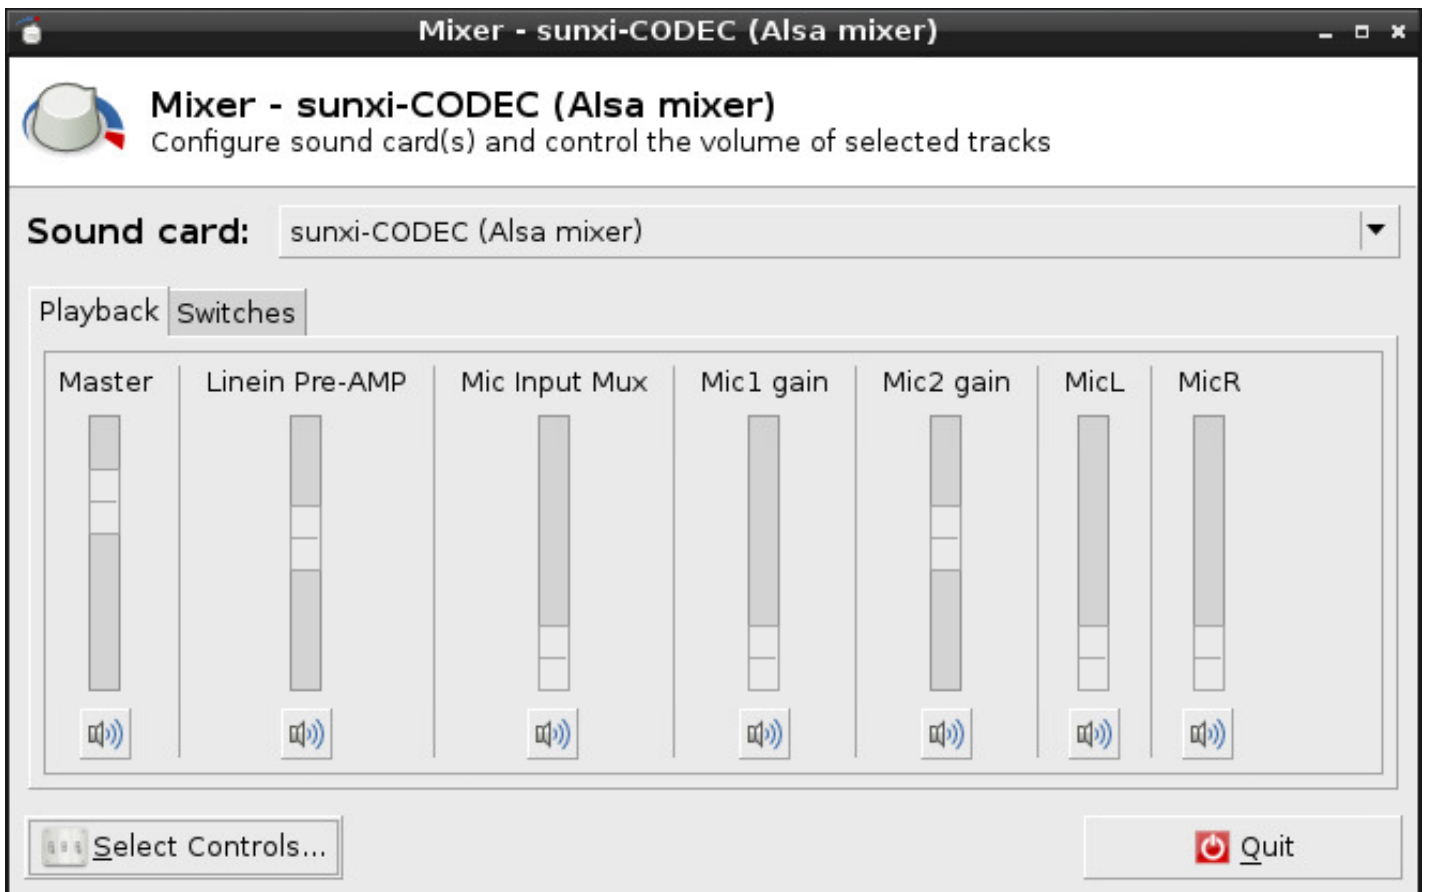 Mixer - sunxi-CODEC (Alsa mixer)
Mixer - sunxi-CODEC (Alsa mixer)
Configure sound card(s) and control the volume of selected tracks
Sound card: sunxi-CODEC (Alsa mixer)
Playback Switches
Master Linein Pre-AMP Mic Input Mux Mic1 gain Mic2 gain MicL MicR
Select Controls... Quit